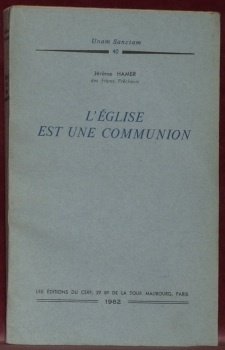 Unam Sanctam
40
Jérôme HAMER
des Frères Prêcheurs
L'ÉGLISE
EST UNE COMMUNION
LES ÉDITIONS DU CERF, 29 BD DE LA TOUR MAUBOURG, PARIS
1962